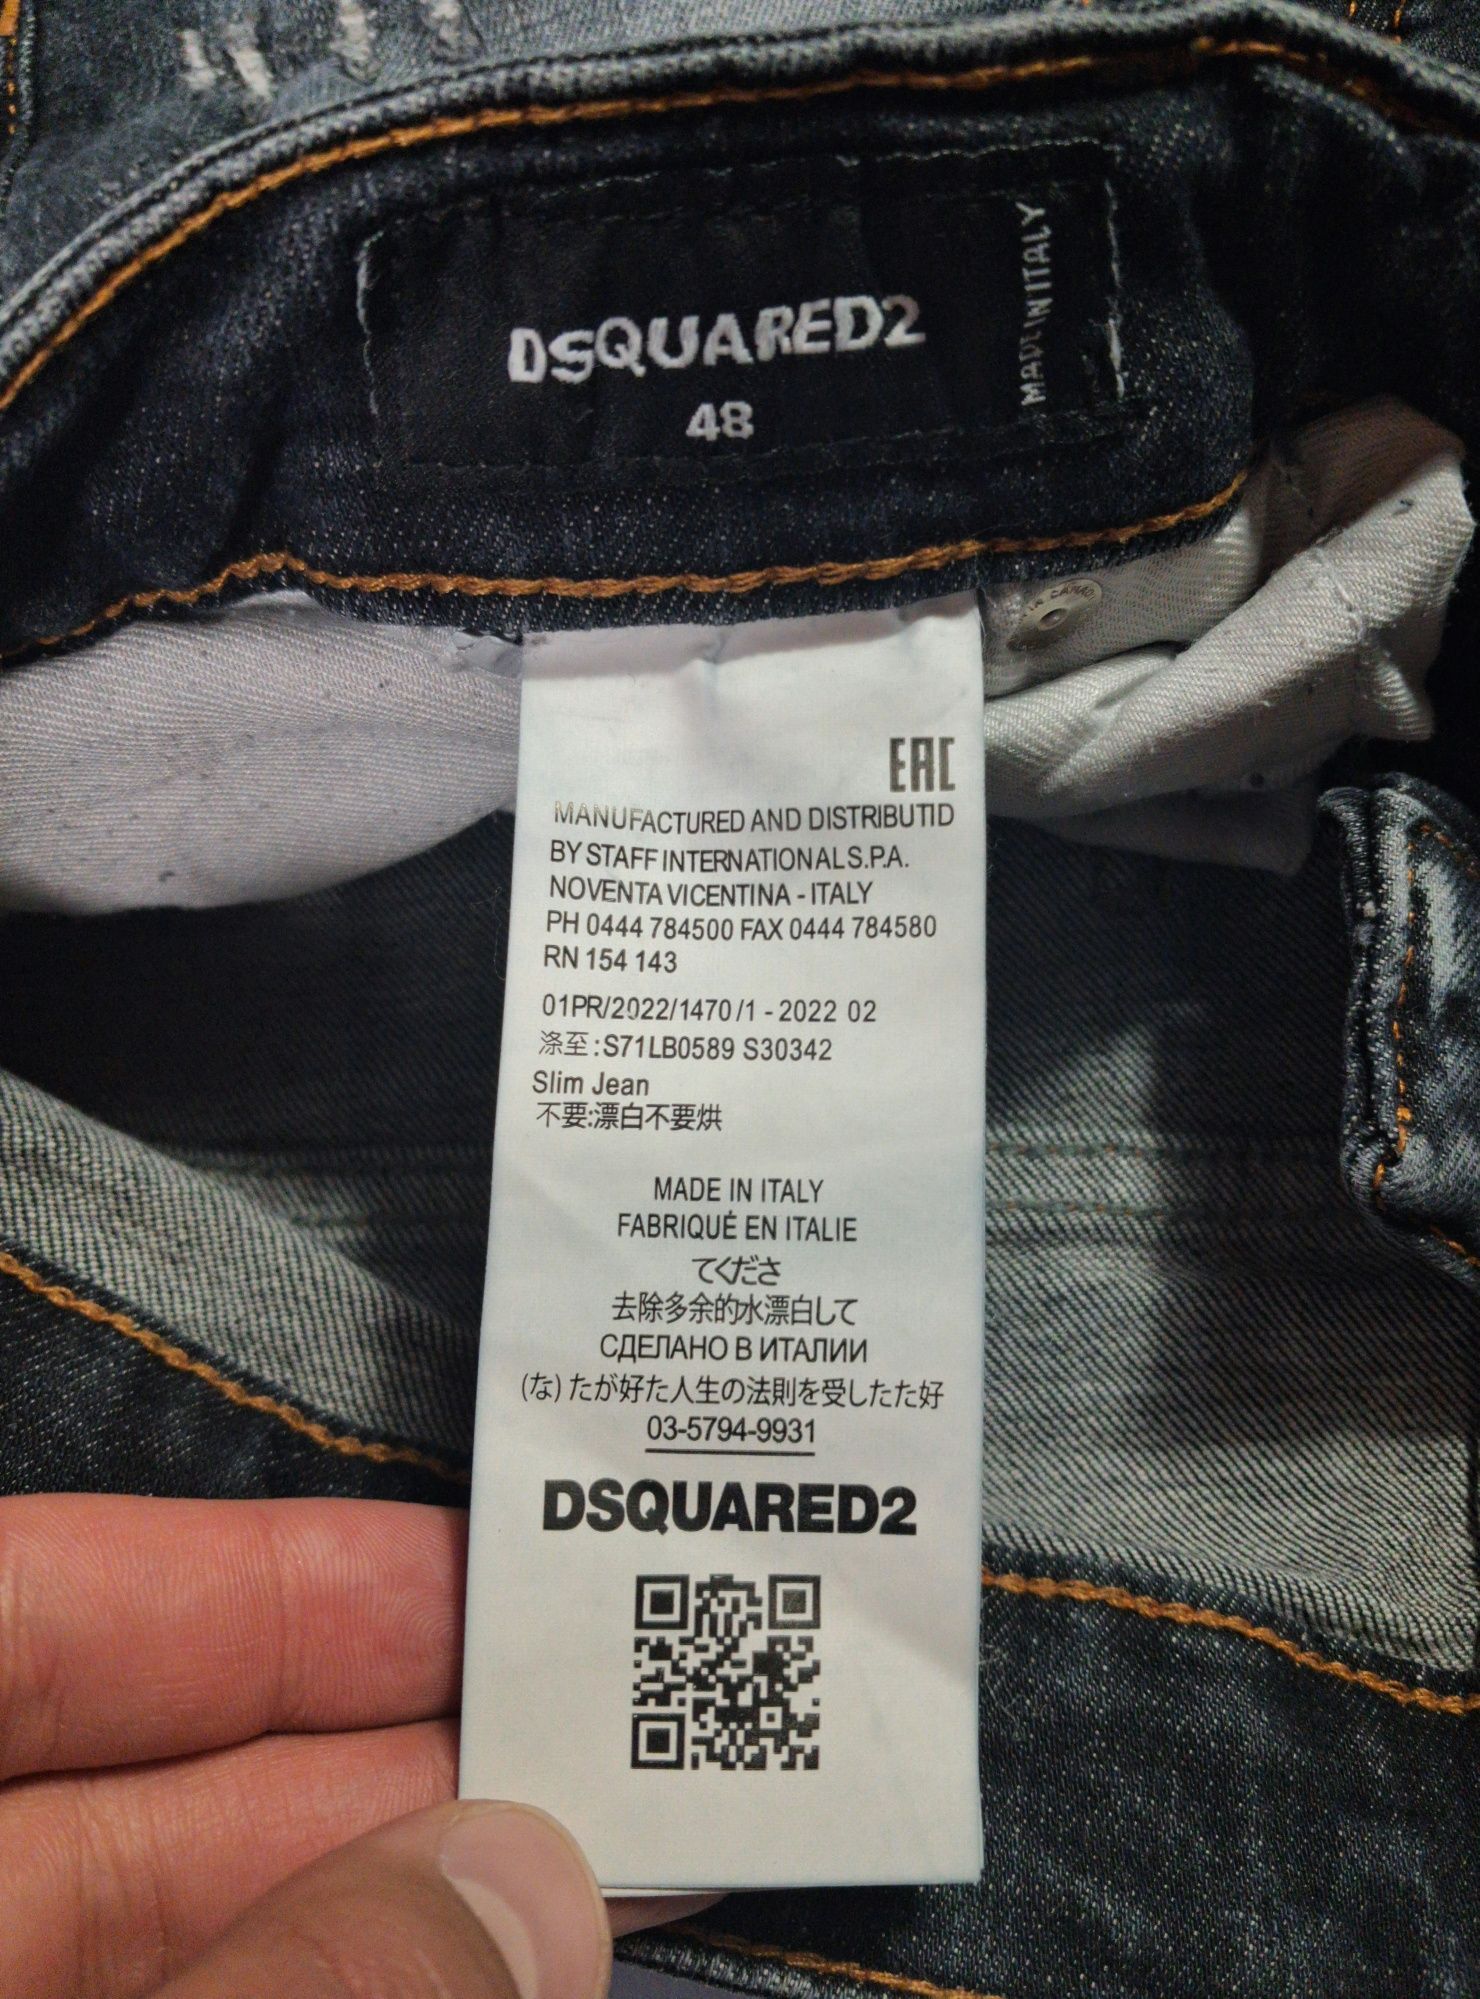 DSQUARED2
48
MADE IN ITALY
EAC
MANUFACTURED AND DISTRIBUTID
BY STAFF INTERNATIONAL S.P.A.
NOVENTA VICENTINA - ITALY
PH 0444 784500 FAX 0444 784580
RN 154 143
01PR/2022/1470/1 - 2022 02
涤至:S71LB0589 S30342
Slim Jean
不要:漂白不要烘
MADE IN ITALY
FABRIQUÉ EN ITALIE
てくださ
去除多余的水漂白して
СДЕЛАНО В ИТАЛИИ
(な) たが好た人生の法則を受したた好
03-5794-9931
DSQUARED2